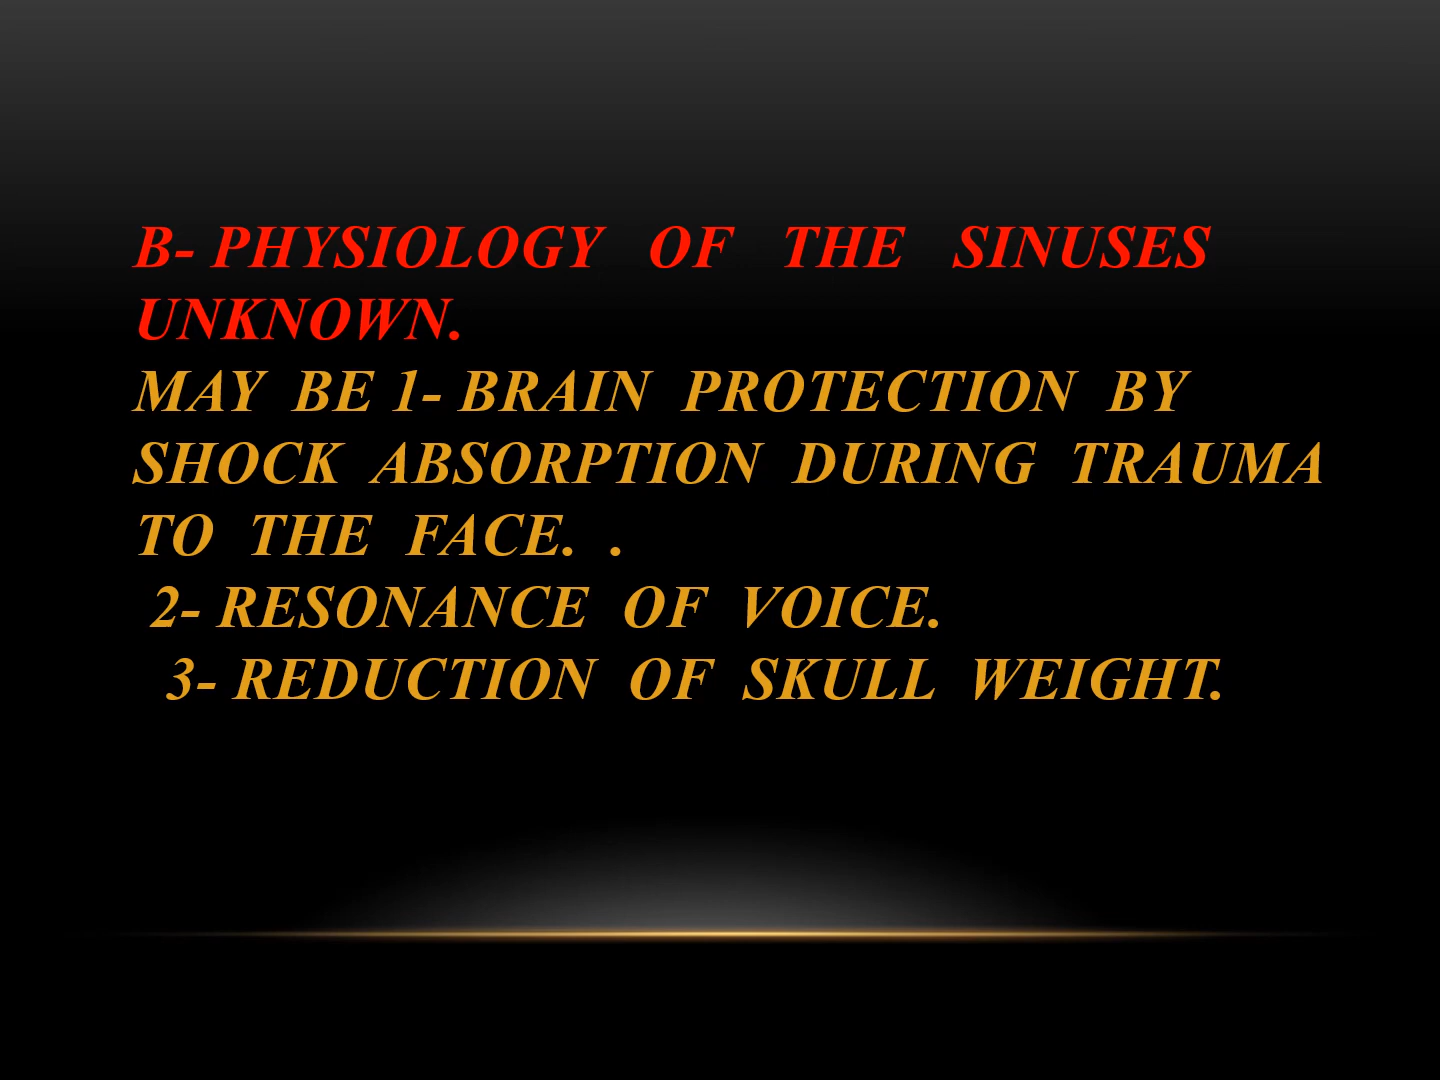 B- PHYSIOLOGY OF THE SINUSES
UNKNOWN.
MAY BE 1- BRAIN PROTECTION BY
SHOCK ABSORPTION DURING TRAUMA
TO THE FACE. .
2- RESONANCE OF VOICE.
3- REDUCTION OF SKULL WEIGHT.